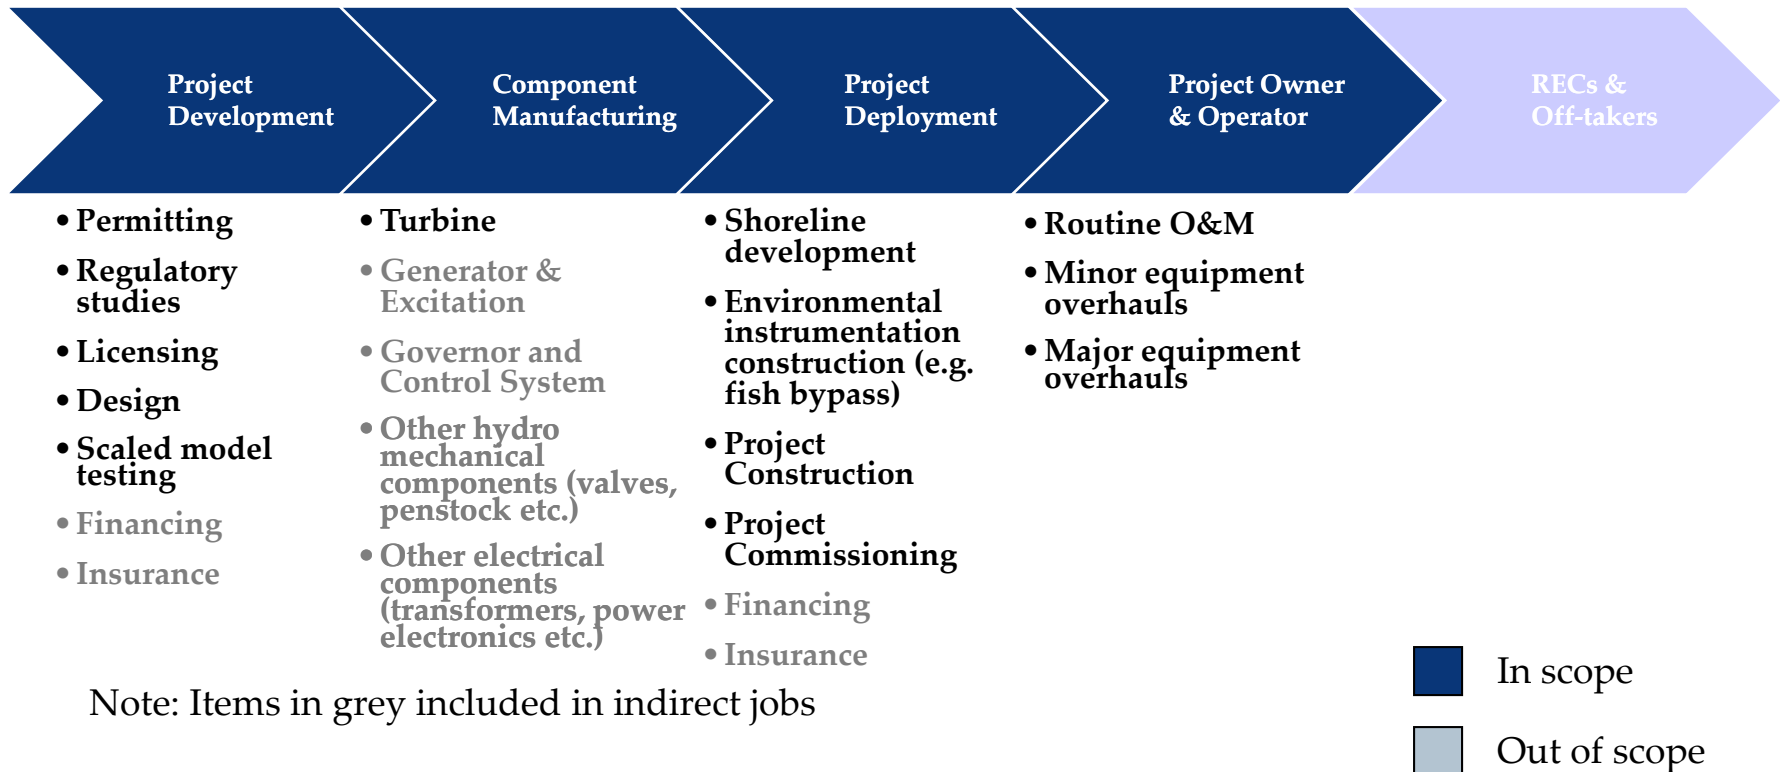 Project
Development
Component
Manufacturing
Project
Deployment
Project Owner
& Operator
RECs &
Off-takers
• Permitting
• Regulatory
studies
• Licensing
• Design
• Scaled model
testing
• Financing
• Insurance
• Turbine
• Generator &
Excitation
• Governor and
Control System
• Other hydro
mechanical
components (valves,
penstock etc.)
• Other electrical
components
(transformers, power
electronics etc.)
• Shoreline
development
• Environmental
instrumentation
construction (e.g.
fish bypass)
• Project
Construction
• Project
Commissioning
• Financing
• Insurance
• Routine O&M
• Minor equipment
overhauls
• Major equipment
overhauls
Note: Items in grey included in indirect jobs
In scope
Out of scope